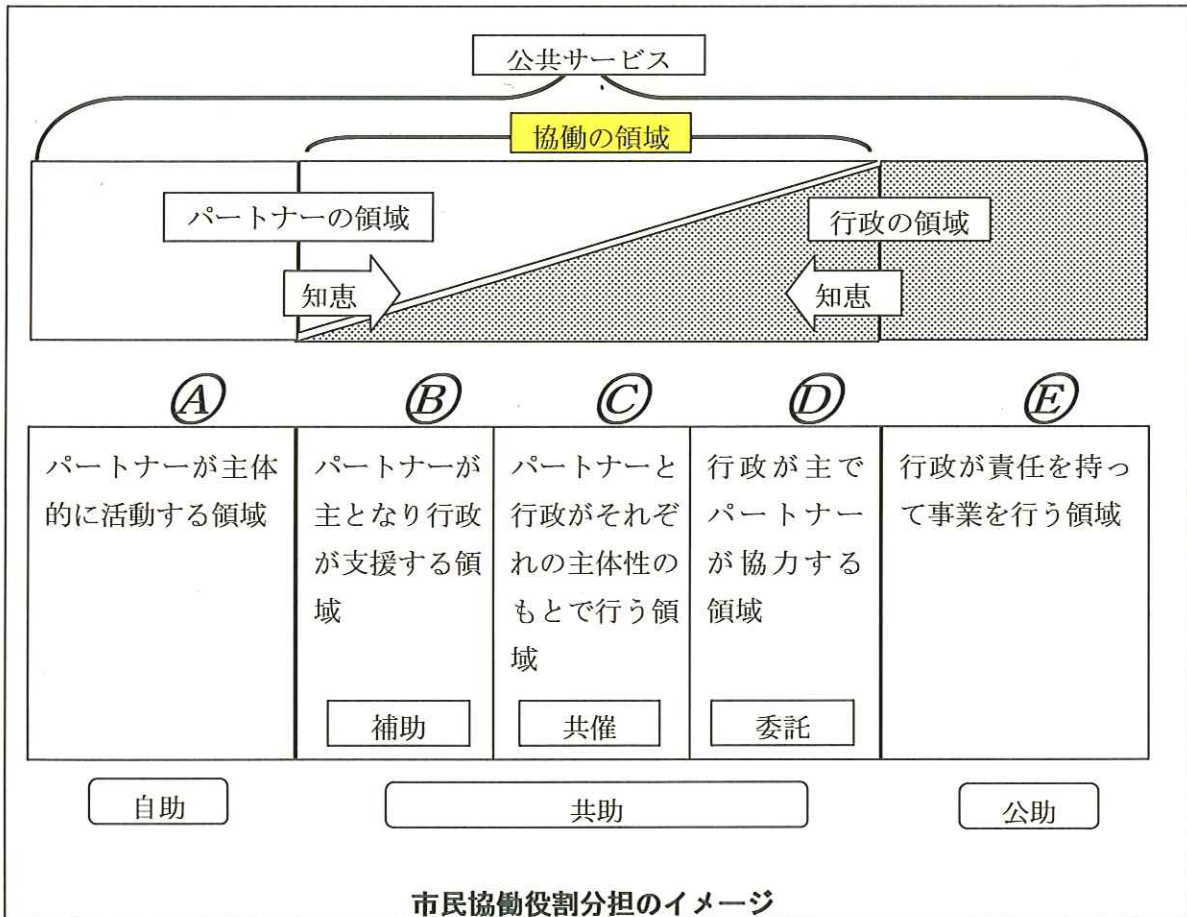 公共サービス
協働の領域
パートナーの領域
行政の領域
知恵
知恵
A
B
C
D
E
パートナーが主体
的に活動する領域
パートナーが
主となり行政
が支援する領
域
補助
パートナーと
行政がそれぞ
れの主体性の
もとで行う領
域
共催
行政が主で
パートナー
が協力する
領域
委託
行政が責任を持っ
て事業を行う領域
自助
共助
公助
市民協働役割分担のイメージ